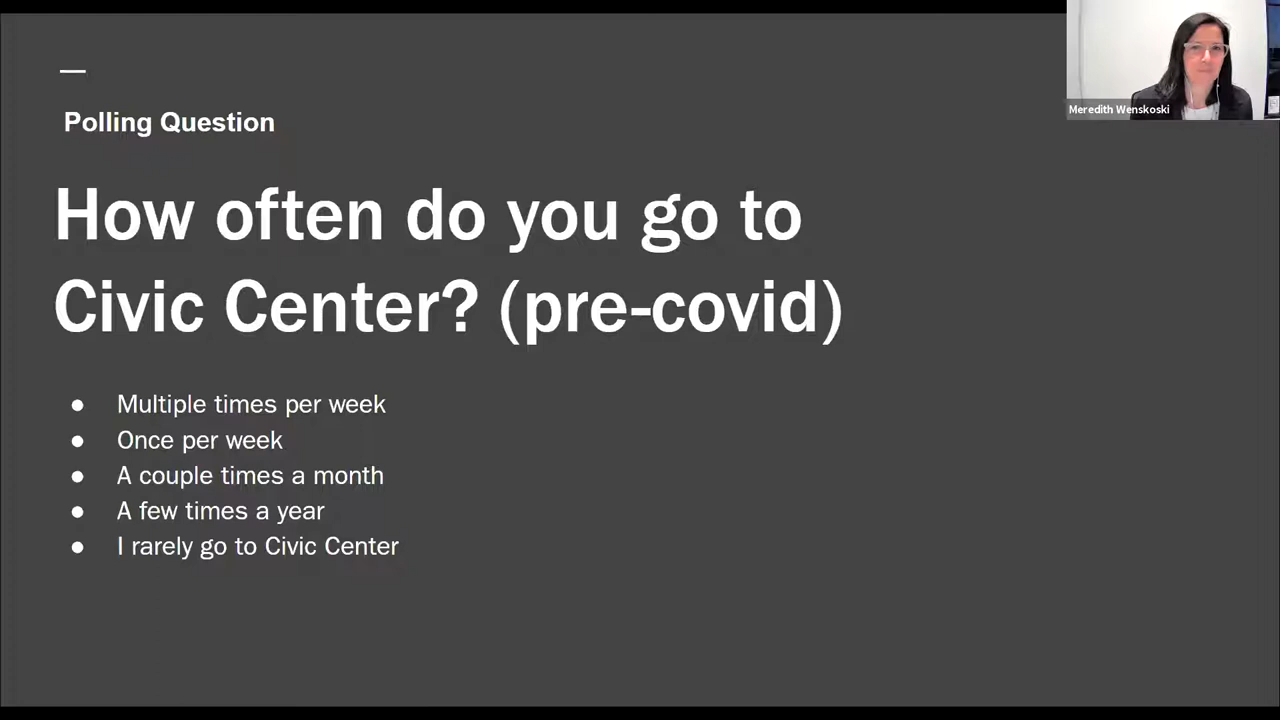 Polling Question
How often do you go to
Civic Center? (pre-covid)
● Multiple times per week
● Once per week
● A couple times a month
● A few times a year
● I rarely go to Civic Center
Meredith Wenskoski